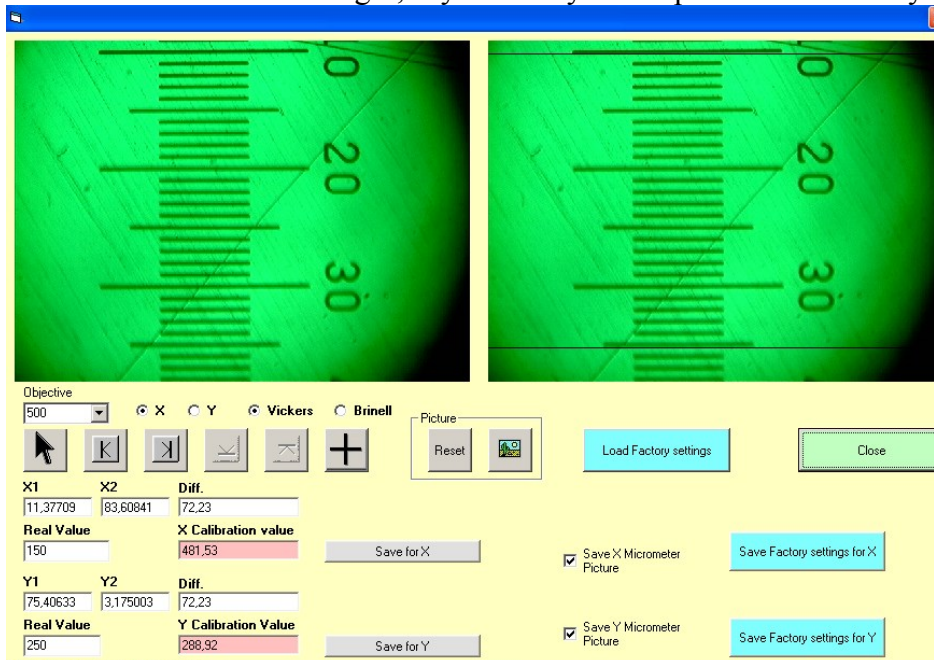 20
30
20
30
Objective
500 X Y Vickers Brinell
Picture
Reset Load Factory settings Close
X1 X2 Diff.
11,37709 83,60841 72,23
Real Value X Calibration value
150 481,53 Save for X Save X Micrometer Picture Save Factory settings for X
Y1 Y2 Diff.
75,40633 3,175003 72,23
Real Value Y Calibration Value
250 288,92 Save for Y Save Y Micrometer Picture Save Factory settings for Y